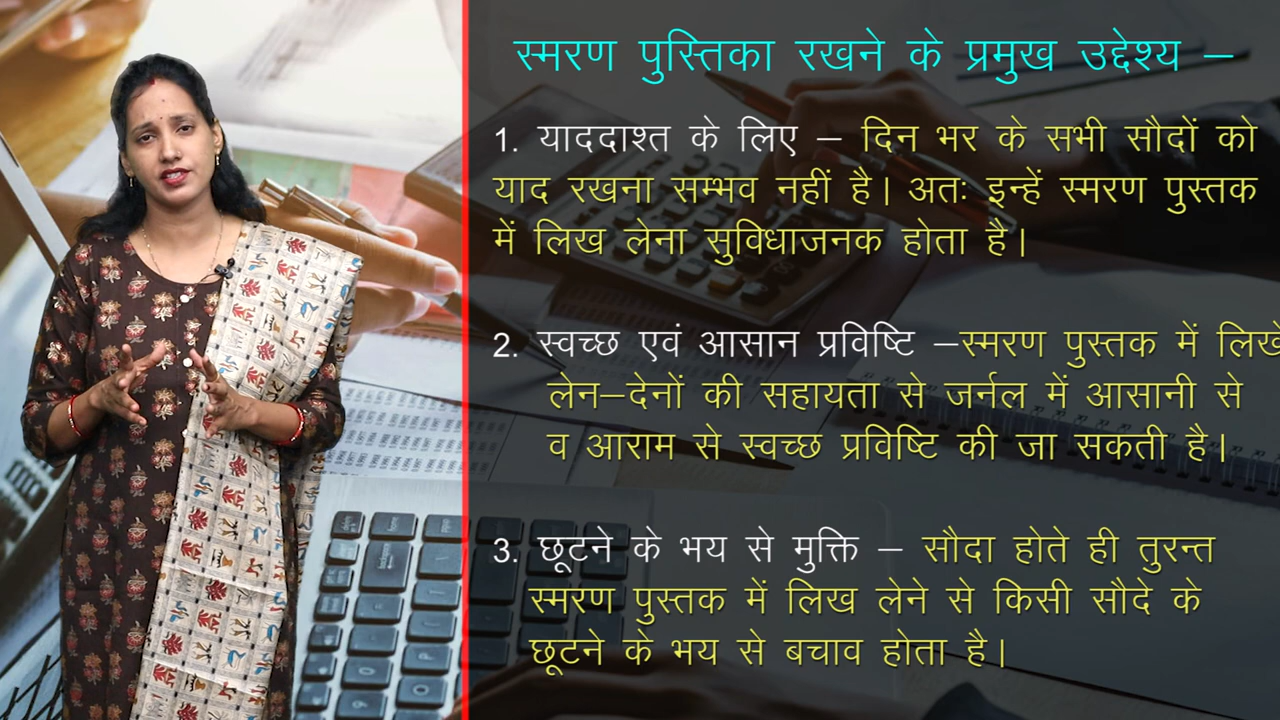 स्मरण पुस्तिका रखने के प्रमुख उद्देश्य –
1. याददाश्त के लिए – दिन भर के सभी सौदों को
याद रखना सम्भव नहीं है। अतः इन्हें स्मरण पुस्तक
में लिख लेना सुविधाजनक होता है।
2. स्वच्छ एवं आसान प्रविष्टि –स्मरण पुस्तक में लिखे
लेन–देनों की सहायता से जर्नल में आसानी से
व आराम से स्वच्छ प्रविष्टि की जा सकती है।
3. छूटने के भय से मुक्ति – सौदा होते ही तुरन्त
स्मरण पुस्तक में लिख लेने से किसी सौदे के
छूटने के भय से बचाव होता है।